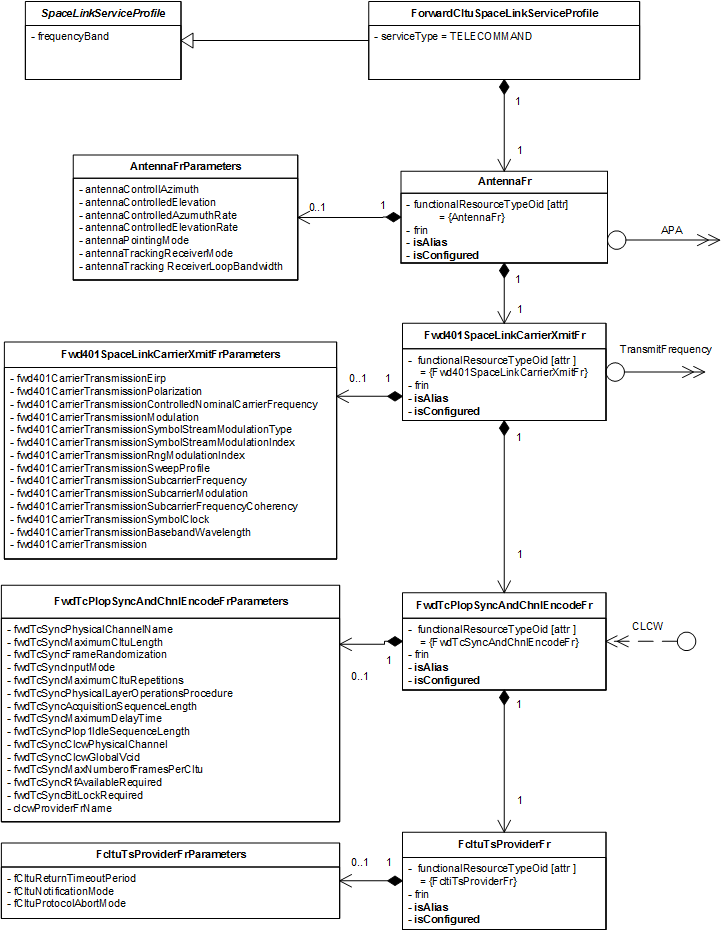 SpaceLinkServiceProfile
- frequencyBand
ForwardCltuSpaceLinkServiceProfile
- serviceType = TELECOMMAND
1
1
AntennaFrParameters
- antennaControllAzimuth
- antennaControlledElevation
- antennaControlledAzumuthRate
- antennaControlledElevationRate
- antennaPointingMode
- antennaTrackingReceiverMode
- antennaTracking ReceiverLoopBandwidth
0..1
1
AntennaFr
- functionalResourceTypeOid [attr]
= {AntennaFr}
- frin
- isAlias
- isConfigured
APA
1
1
Fwd401SpaceLinkCarrierXmitFrParameters
- fwd401CarrierTransmissionEirp
- fwd401CarrierTransmissionPolarization
- fwd401CarrierTransmissionControlledNominalCarrierFrequency
- fwd401CarrierTransmissionModulation
- fwd401CarrierTransmissionSymbolStreamModulationType
- fwd401CarrierTransmissionSymbolStreamModulationIndex
- fwd401CarrierTransmissionRngModulationIndex
- fwd401CarrierTransmissionSweepProfile
- fwd401CarrierTransmissionSubcarrierFrequency
- fwd401CarrierTransmissionSubcarrierModulation
- fwd401CarrierTransmissionSubcarrierFrequencyCoherency
- fwd401CarrierTransmissionSymbolClock
- fwd401CarrierTransmissionBasebandWavelength
- fwd401CarrierTransmission
0..1
1
Fwd401SpaceLinkCarrierXmitFr
- functionalResourceTypeOid [attr ]
= {Fwd401SpaceLinkCarrierXmitFr}
- frin
- isAlias
- isConfigured
TransmitFrequency
1
1
FwdTcPlopSyncAndChnlEncodeFrParameters
- fwdTcSyncPhysicalChannelName
- fwdTcSyncMaximumCltuLength
- fwdTcSyncFrameRandomization
- fwdTcSyncInputMode
- fwdTcSyncMaximumCltuRepetitions
- fwdTcSyncPhysicalLayerOperationsProcedure
- fwdTcSyncAcquisitionSequenceLength
- fwdTcSyncMaximumDelayTime
- fwdTcSyncPlop1IdleSequenceLength
- fwdTcSyncClcwPhysicalChannel
- fwdTcSyncClcwGlobalVcid
- fwdTcSyncMaxNumberofFramesPerCltu
- fwdTcSyncRfAvailableRequired
- fwdTcSyncBitLockRequired
- clcwProviderFrName
0..1
1
FwdTcPlopSyncAndChnlEncodeFr
- functionalResourceTypeOid [attr ]
= {FwdTcSyncAndChnlEncodeFr}
- frin
- isAlias
- isConfigured
CLCW
1
1
FcltuTsProviderFrParameters
- fCltuReturnTimeoutPeriod
- fCltuNotificationMode
- fCltuProtocolAbortMode
0..1
1
FcltuTsProviderFr
- functionalResourceTypeOid [attr ]
= {FcltiTsProviderFr}
- frin
- isAlias
- isConfigured